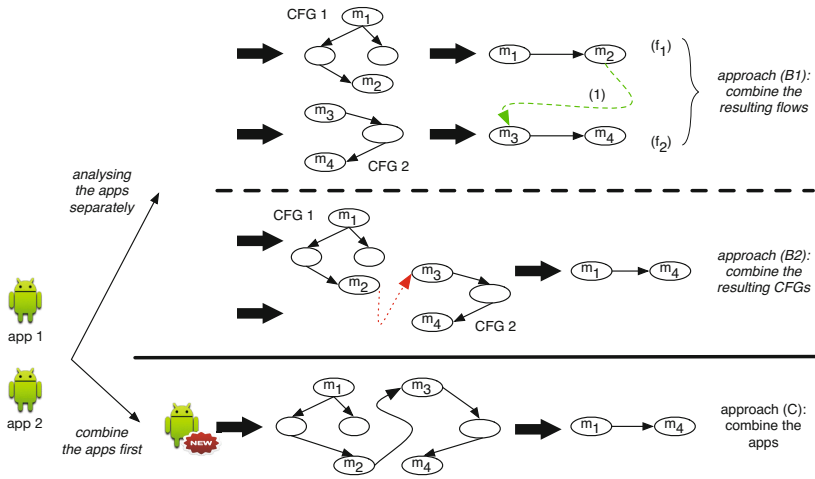 CFG 1
m1
m2
m3
m4
CFG 2
m1
m2
(f1)
(1)
m3
m4
(f2)
approach (B1):
combine the
resulting flows
analysing
the apps
separately
CFG 1
m1
m2
m3
m4
CFG 2
m1
m4
approach (B2):
combine the
resulting CFGs
app 1
app 2
combine
the apps first
NEW
m1
m2
m3
m4
m1
m4
approach (C):
combine the
apps